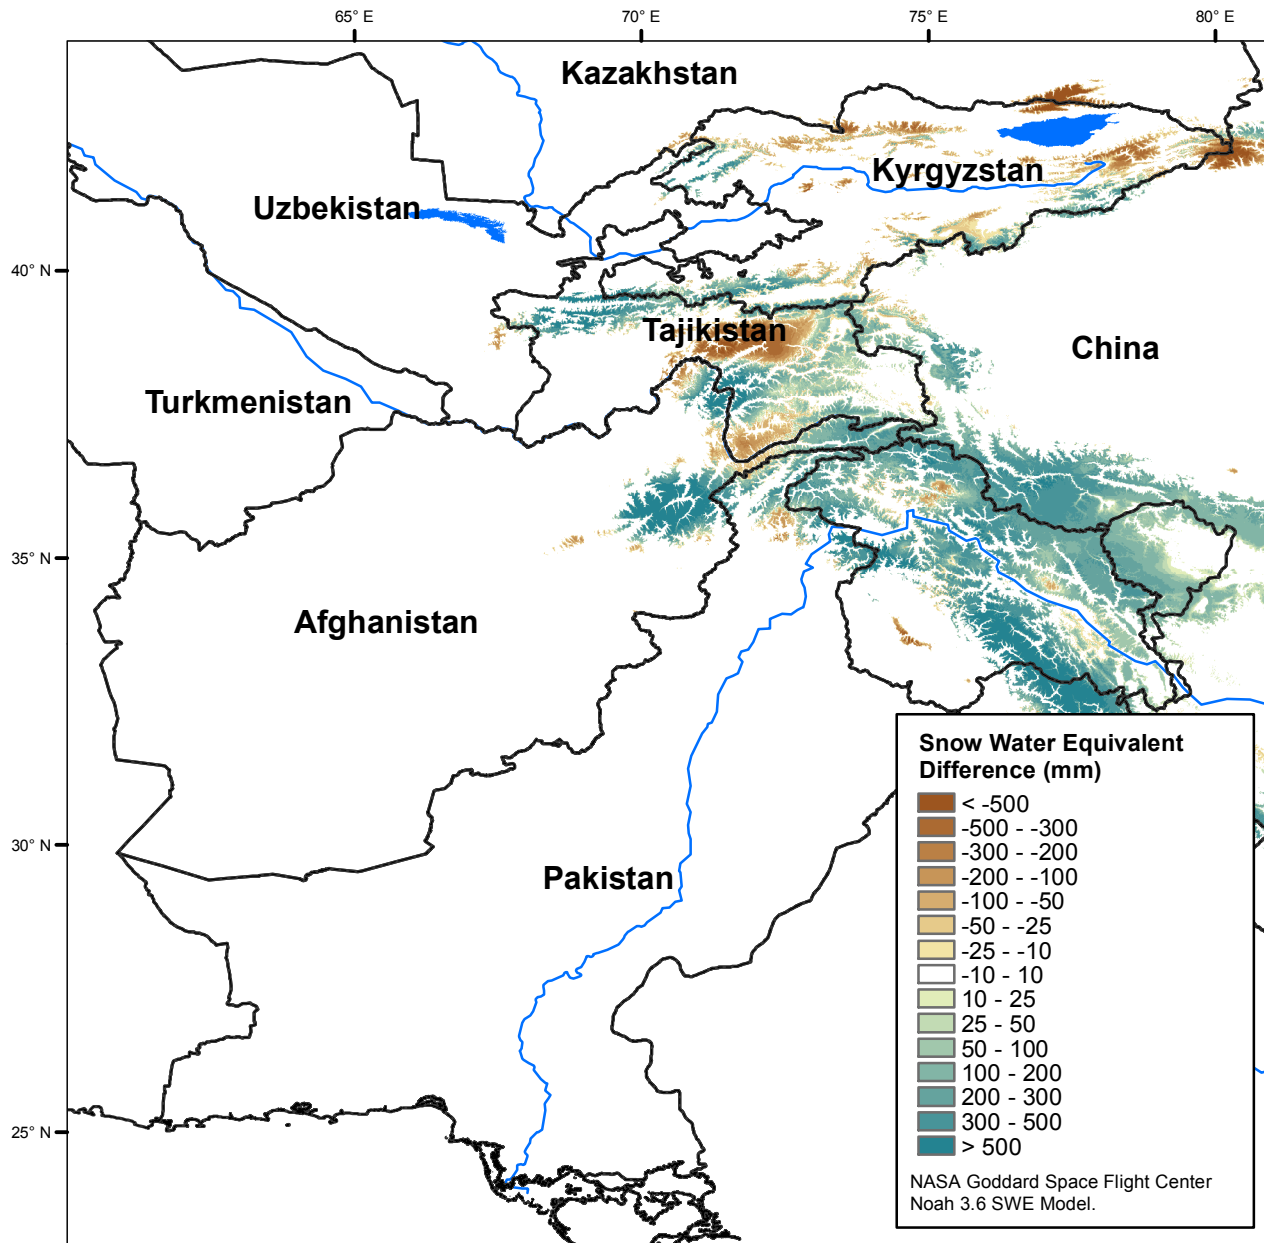 65° E
70° E
75° E
80° E
Kazakhstan
Kyrgyzstan
Uzbekistan
40° N
Tajikistan
China
Turkmenistan
35° N
Afghanistan
Snow Water Equivalent
Difference (mm)
< -500
-500 - -300
-300 - -200
-200 - -100
-100 - -50
-50 - -25
-25 - -10
-10 - 10
10 - 25
25 - 50
50 - 100
100 - 200
200 - 300
300 - 500
> 500
NASA Goddard Space Flight Center
Noah 3.6 SWE Model.
30° N
Pakistan
25° N